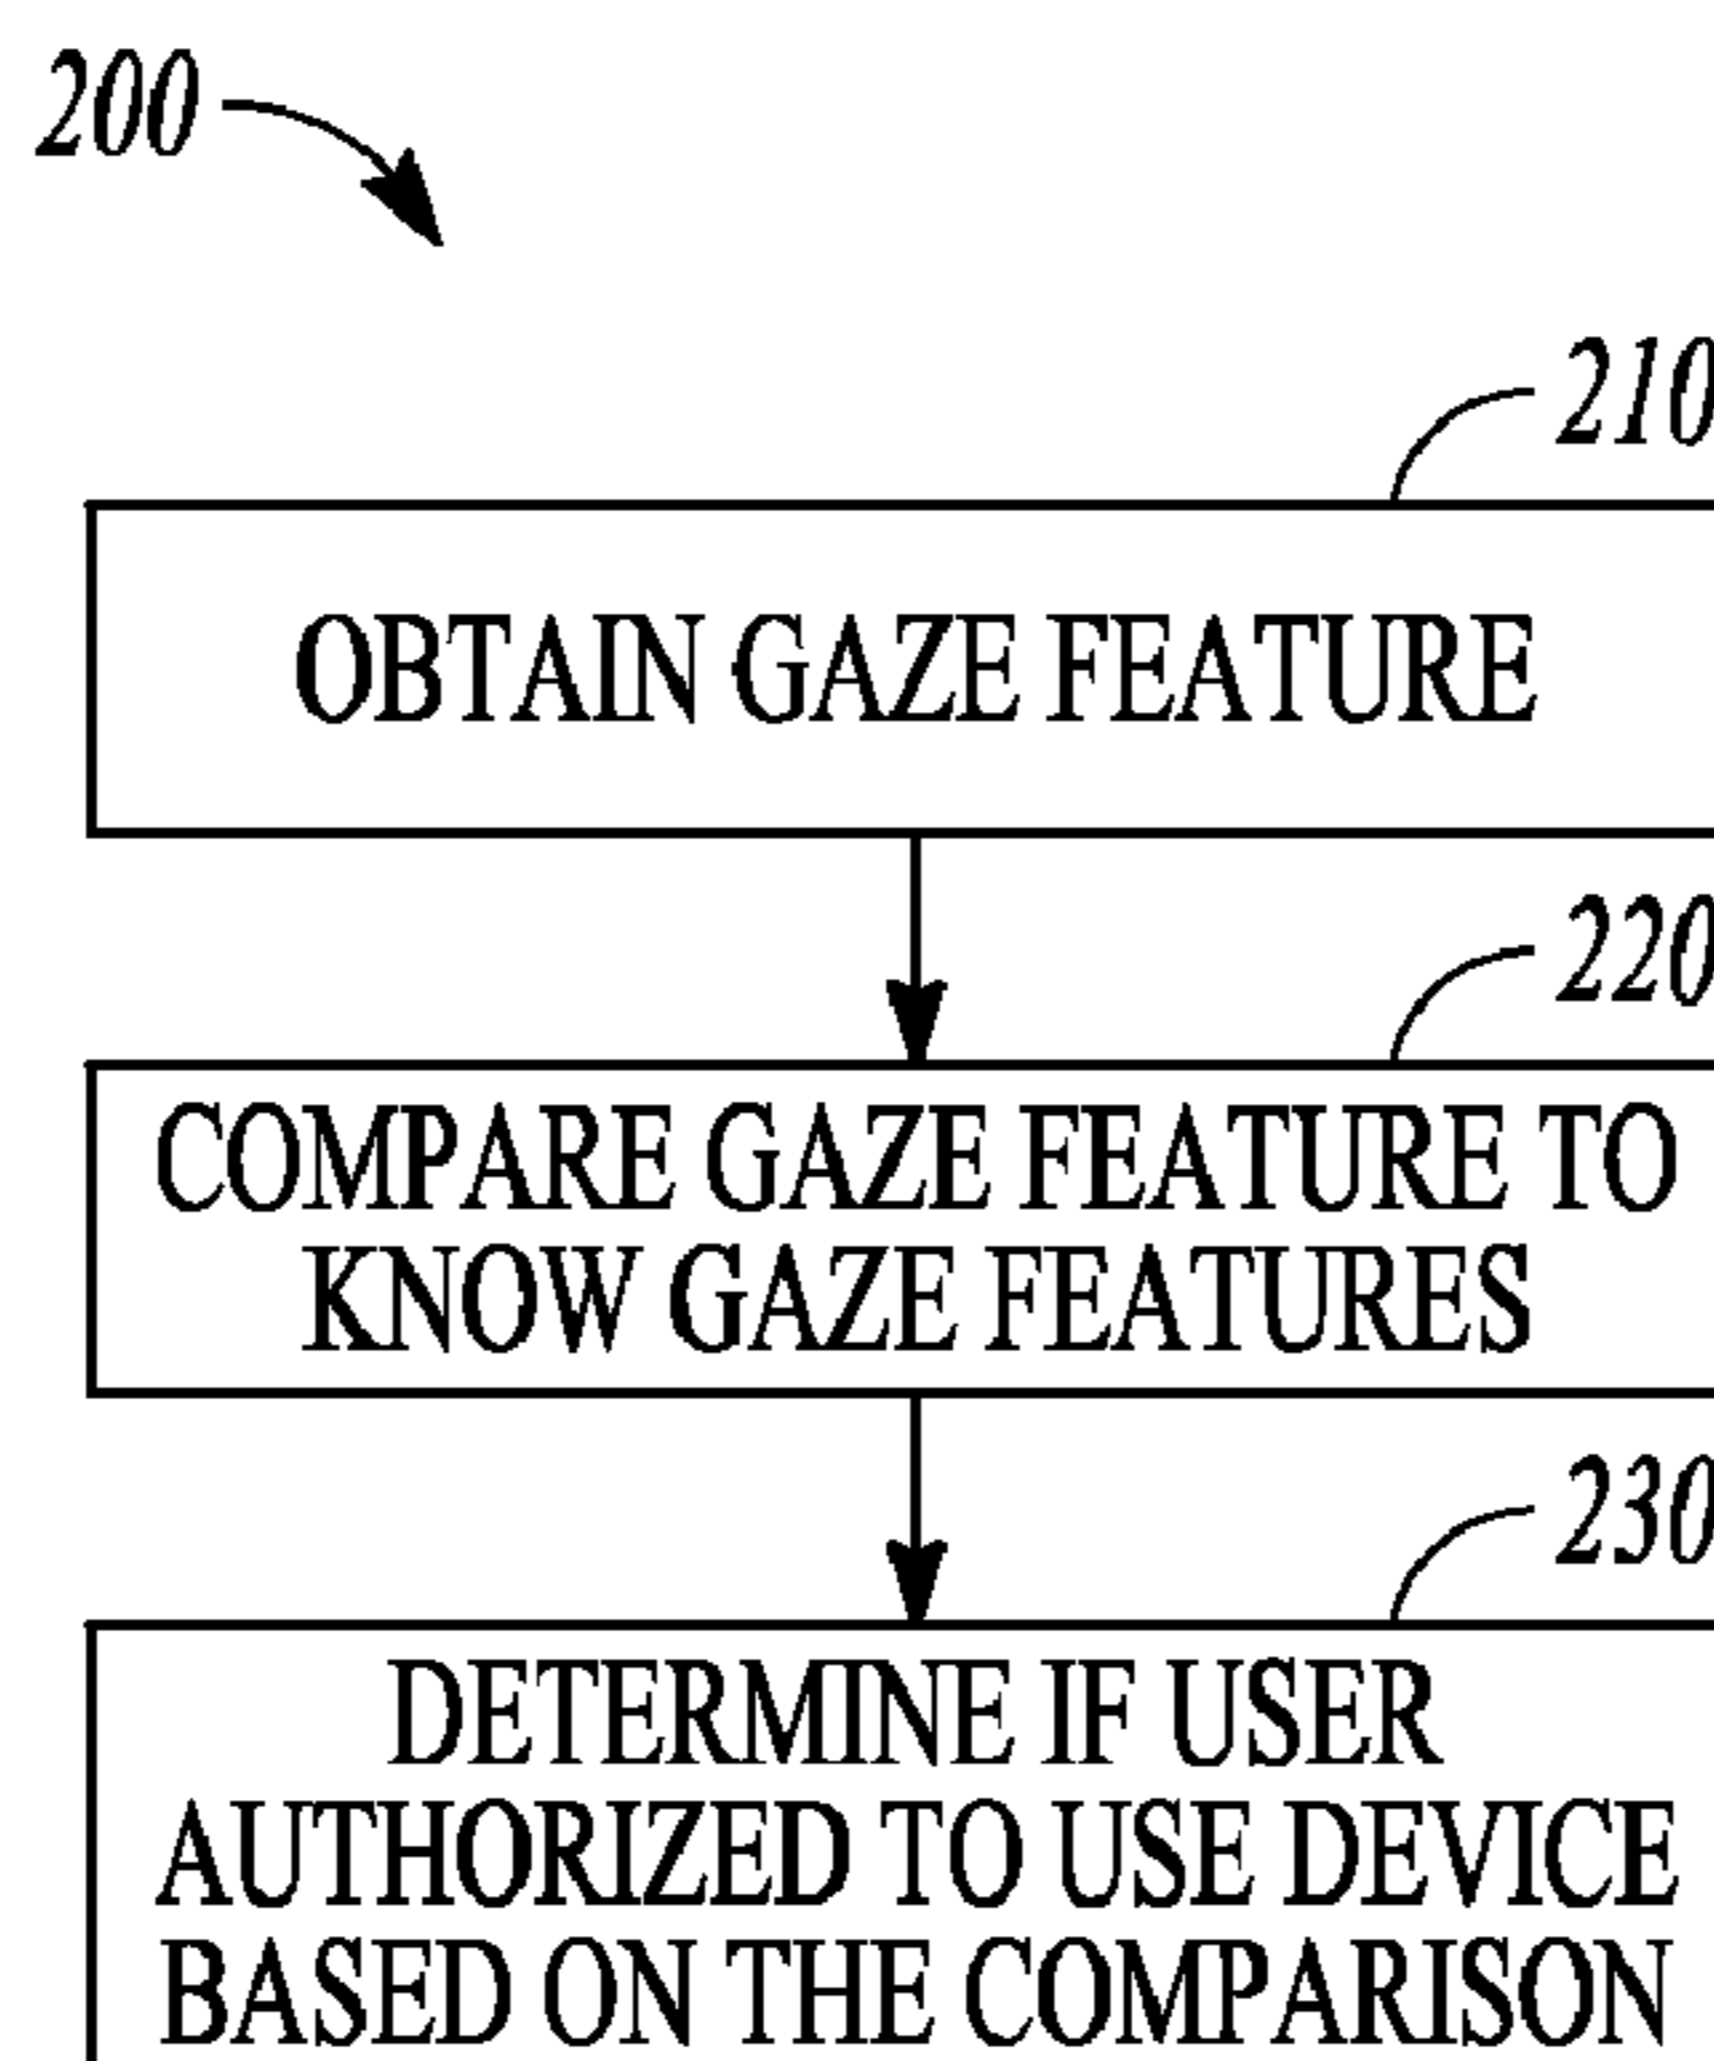 200
210
OBTAIN GAZE FEATURE
220
COMPARE GAZE FEATURE TO
KNOW GAZE FEATURES
230
DETERMINE IF USER
AUTHORIZED TO USE DEVICE
BASED ON THE COMPARISON